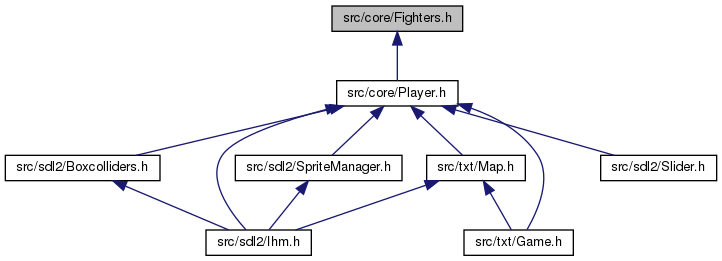 src/core/Fighters.h
src/core/Player.h
src/sdl2/Boxcolliders.h
src/sdl2/SpriteManager.h
src/txt/Map.h
src/sdl2/Slider.h
src/sdl2/Ihm.h
src/txt/Game.h